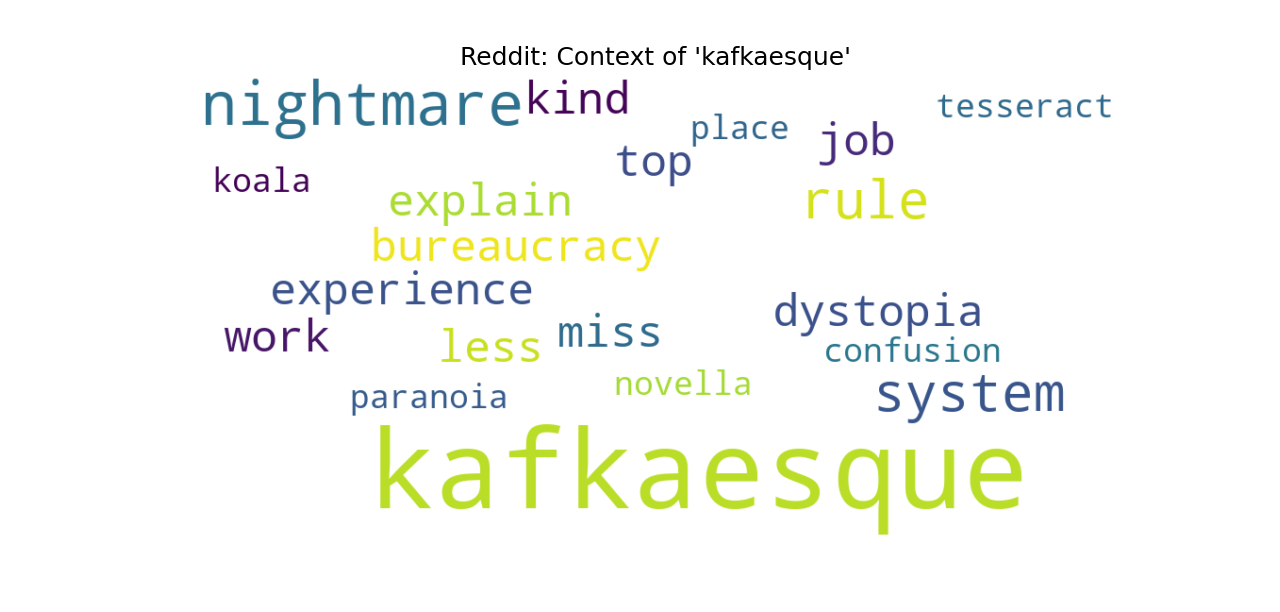 Reddit: Context of 'kafkaesque'
nightmare
kind
tesseract
place
job
top
koala
explain
rule
bureaucracy
experience
dystopia
work
less
miss
confusion
paranoia
novella
system
kafkaesque